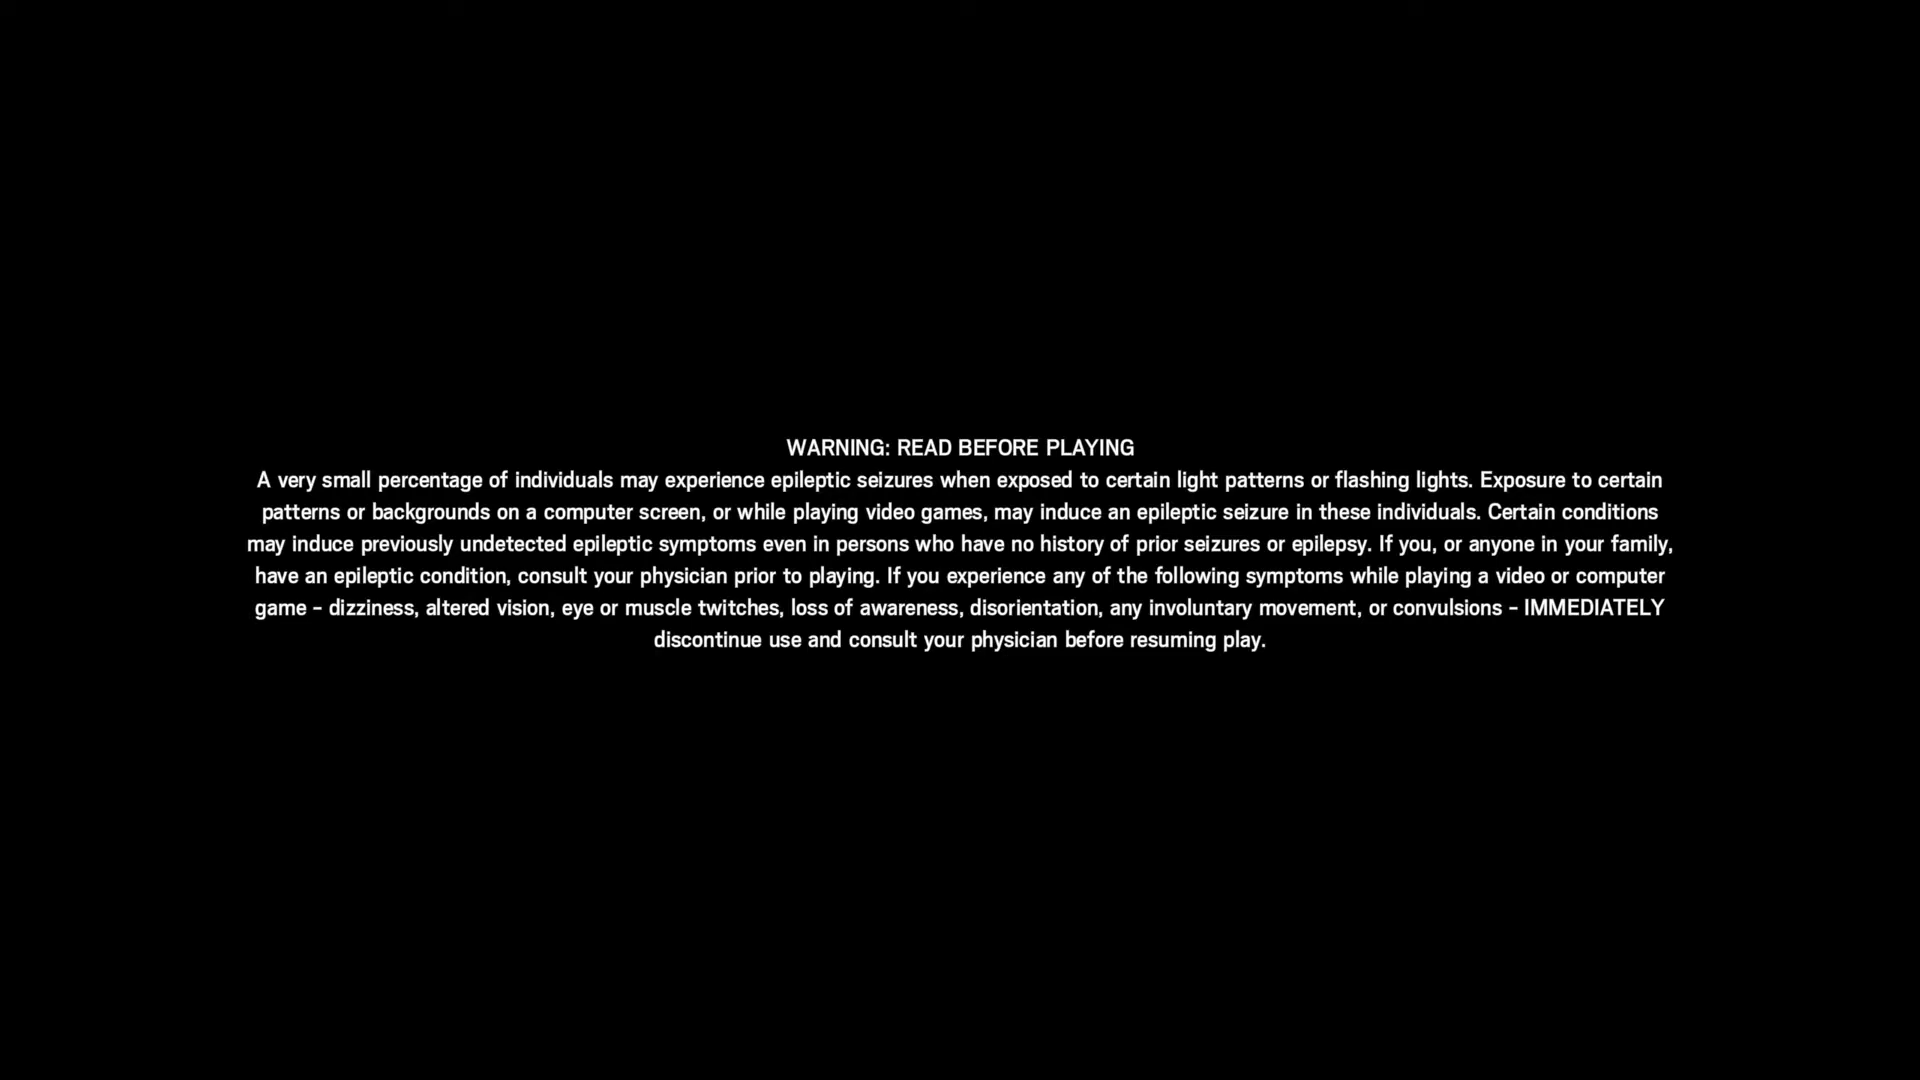 WARNING: READ BEFORE PLAYING
A very small percentage of individuals may experience epileptic seizures when exposed to certain light patterns or flashing lights. Exposure to certain
patterns or backgrounds on a computer screen, or while playing video games, may induce an epileptic seizure in these individuals. Certain conditions
may induce previously undetected epileptic symptoms even in persons who have no history of prior seizures or epilepsy. If you, or anyone in your family,
have an epileptic condition, consult your physician prior to playing. If you experience any of the following symptoms while playing a video or computer
game – dizziness, altered vision, eye or muscle twitches, loss of awareness, disorientation, any involuntary movement, or convulsions – IMMEDIATELY
discontinue use and consult your physician before resuming play.